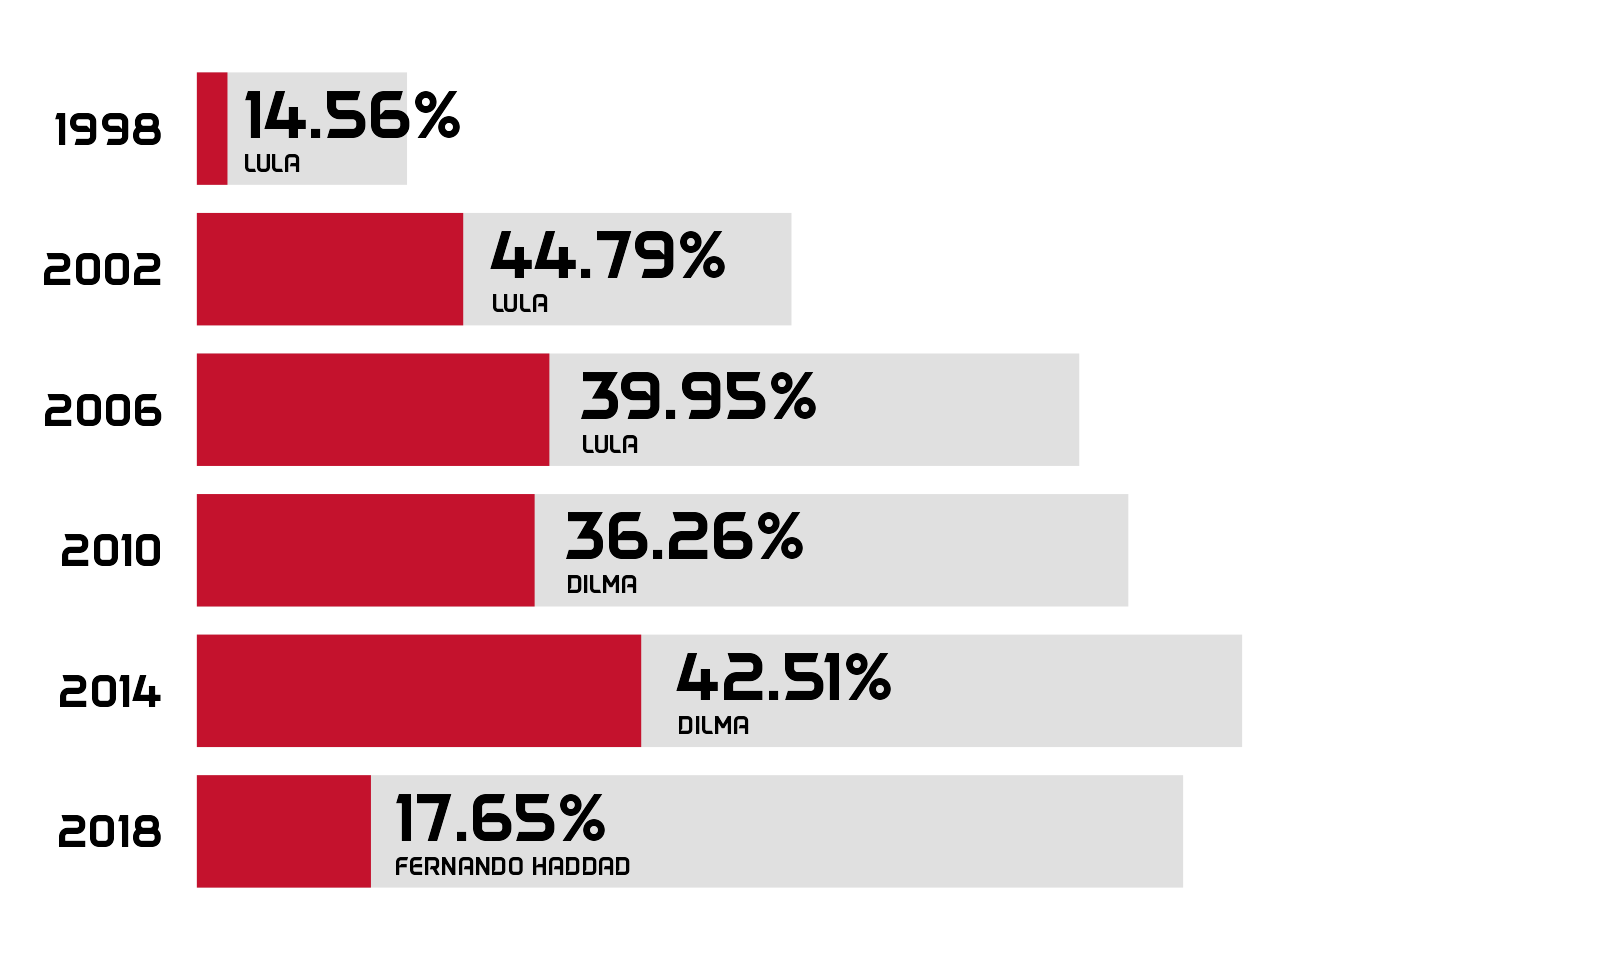 1998
14.56%
LULA
2002
44.79%
LULA
2006
39.95%
LULA
2010
36.26%
DILMA
2014
42.51%
DILMA
2018
17.65%
FERNANDO HADDAD